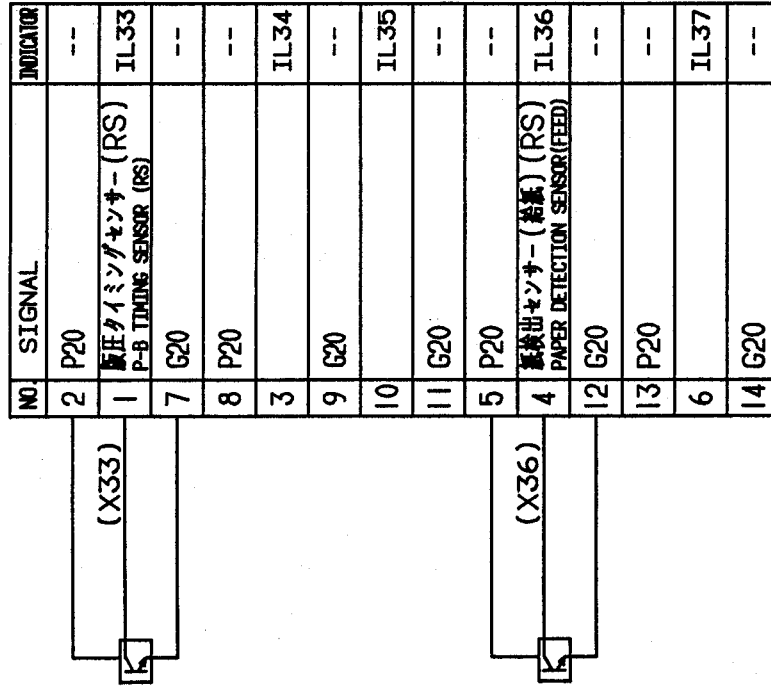 NO. SIGNAL INDICATOR
2 P20 --
1 版圧タイミングセンサー(RS) IL33
P-B TIMING SENSOR (RS)
7 G20 --
8 P20 --
3 IL34
9 G20 --
10 IL35
11 G20 --
5 P20 --
4 紙検出センサー(給紙)(RS) IL36
PAPER DETECTION SENSOR(FEED)
12 G20 --
13 P20 --
6 IL37
14 G20 --
(X33)
(X36)